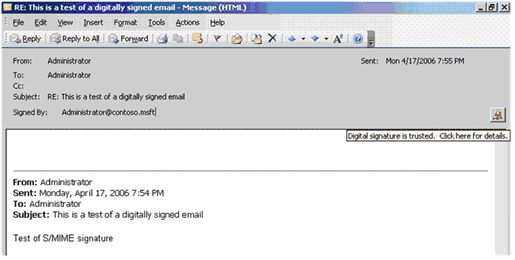 RE: This is a test of a digitally signed email - Message (HTML)
File Edit View Insert Format Tools Actions Help
Reply Reply to All Forward
From: Administrator Sent: Mon 4/17/2006 7:55 PM
To: Administrator
Cc:
Subject: RE: This is a test of a digitally signed email
Signed By: Administrator@contoso.msft
Digital signature is trusted. Click here for details.
From: Administrator
Sent: Monday, April 17, 2006 7:54 PM
To: Administrator
Subject: This is a test of a digitally signed email
Test of S/MIME signature